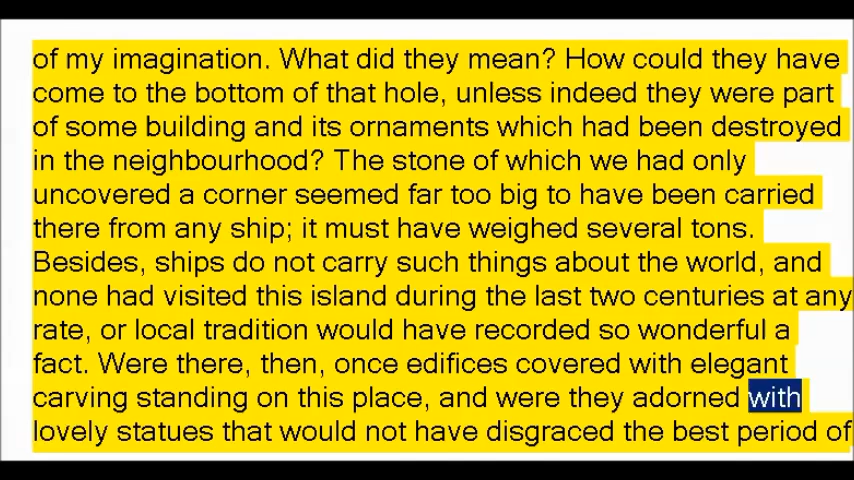 of my imagination. What did they mean? How could they have
come to the bottom of that hole, unless indeed they were part
of some building and its ornaments which had been destroyed
in the neighbourhood? The stone of which we had only
uncovered a corner seemed far too big to have been carried
there from any ship; it must have weighed several tons.
Besides, ships do not carry such things about the world, and
none had visited this island during the last two centuries at any
rate, or local tradition would have recorded so wonderful a
fact. Were there, then, once edifices covered with elegant
carving standing on this place, and were they adorned with
lovely statues that would not have disgraced the best period of